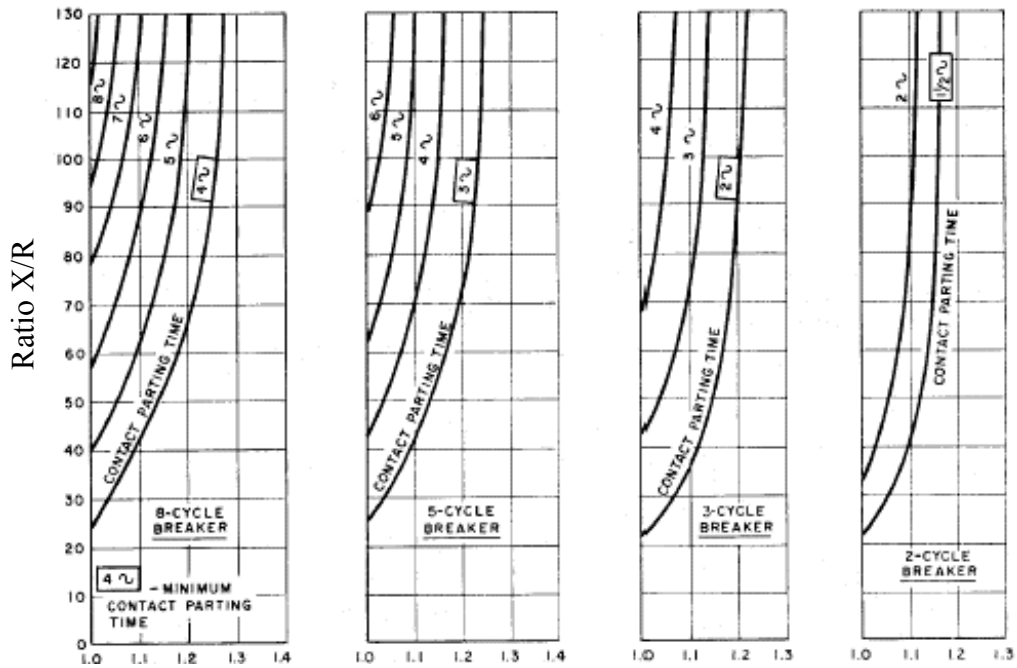 Ratio X/R
130
120
110
100
90
80
70
60
50
40
30
20
10
0
8 ~
7 ~
6 ~
5 ~
4 ~
CONTACT PARTING TIME
8-CYCLE
BREAKER
4 ~ - MINIMUM
CONTACT PARTING
TIME
1.0 1.1 1.2 1.3 1.4
6 ~
5 ~
4 ~
3 ~
CONTACT PARTING TIME
5-CYCLE
BREAKER
1.0 1.1 1.2 1.3 1.4
4 ~
3 ~
2 ~
CONTACT PARTING TIME
3-CYCLE
BREAKER
1.0 1.1 1.2 1.3
2 ~
1½ ~
CONTACT PARTING TIME
2-CYCLE
BREAKER
1.0 1.1 1.2 1.3